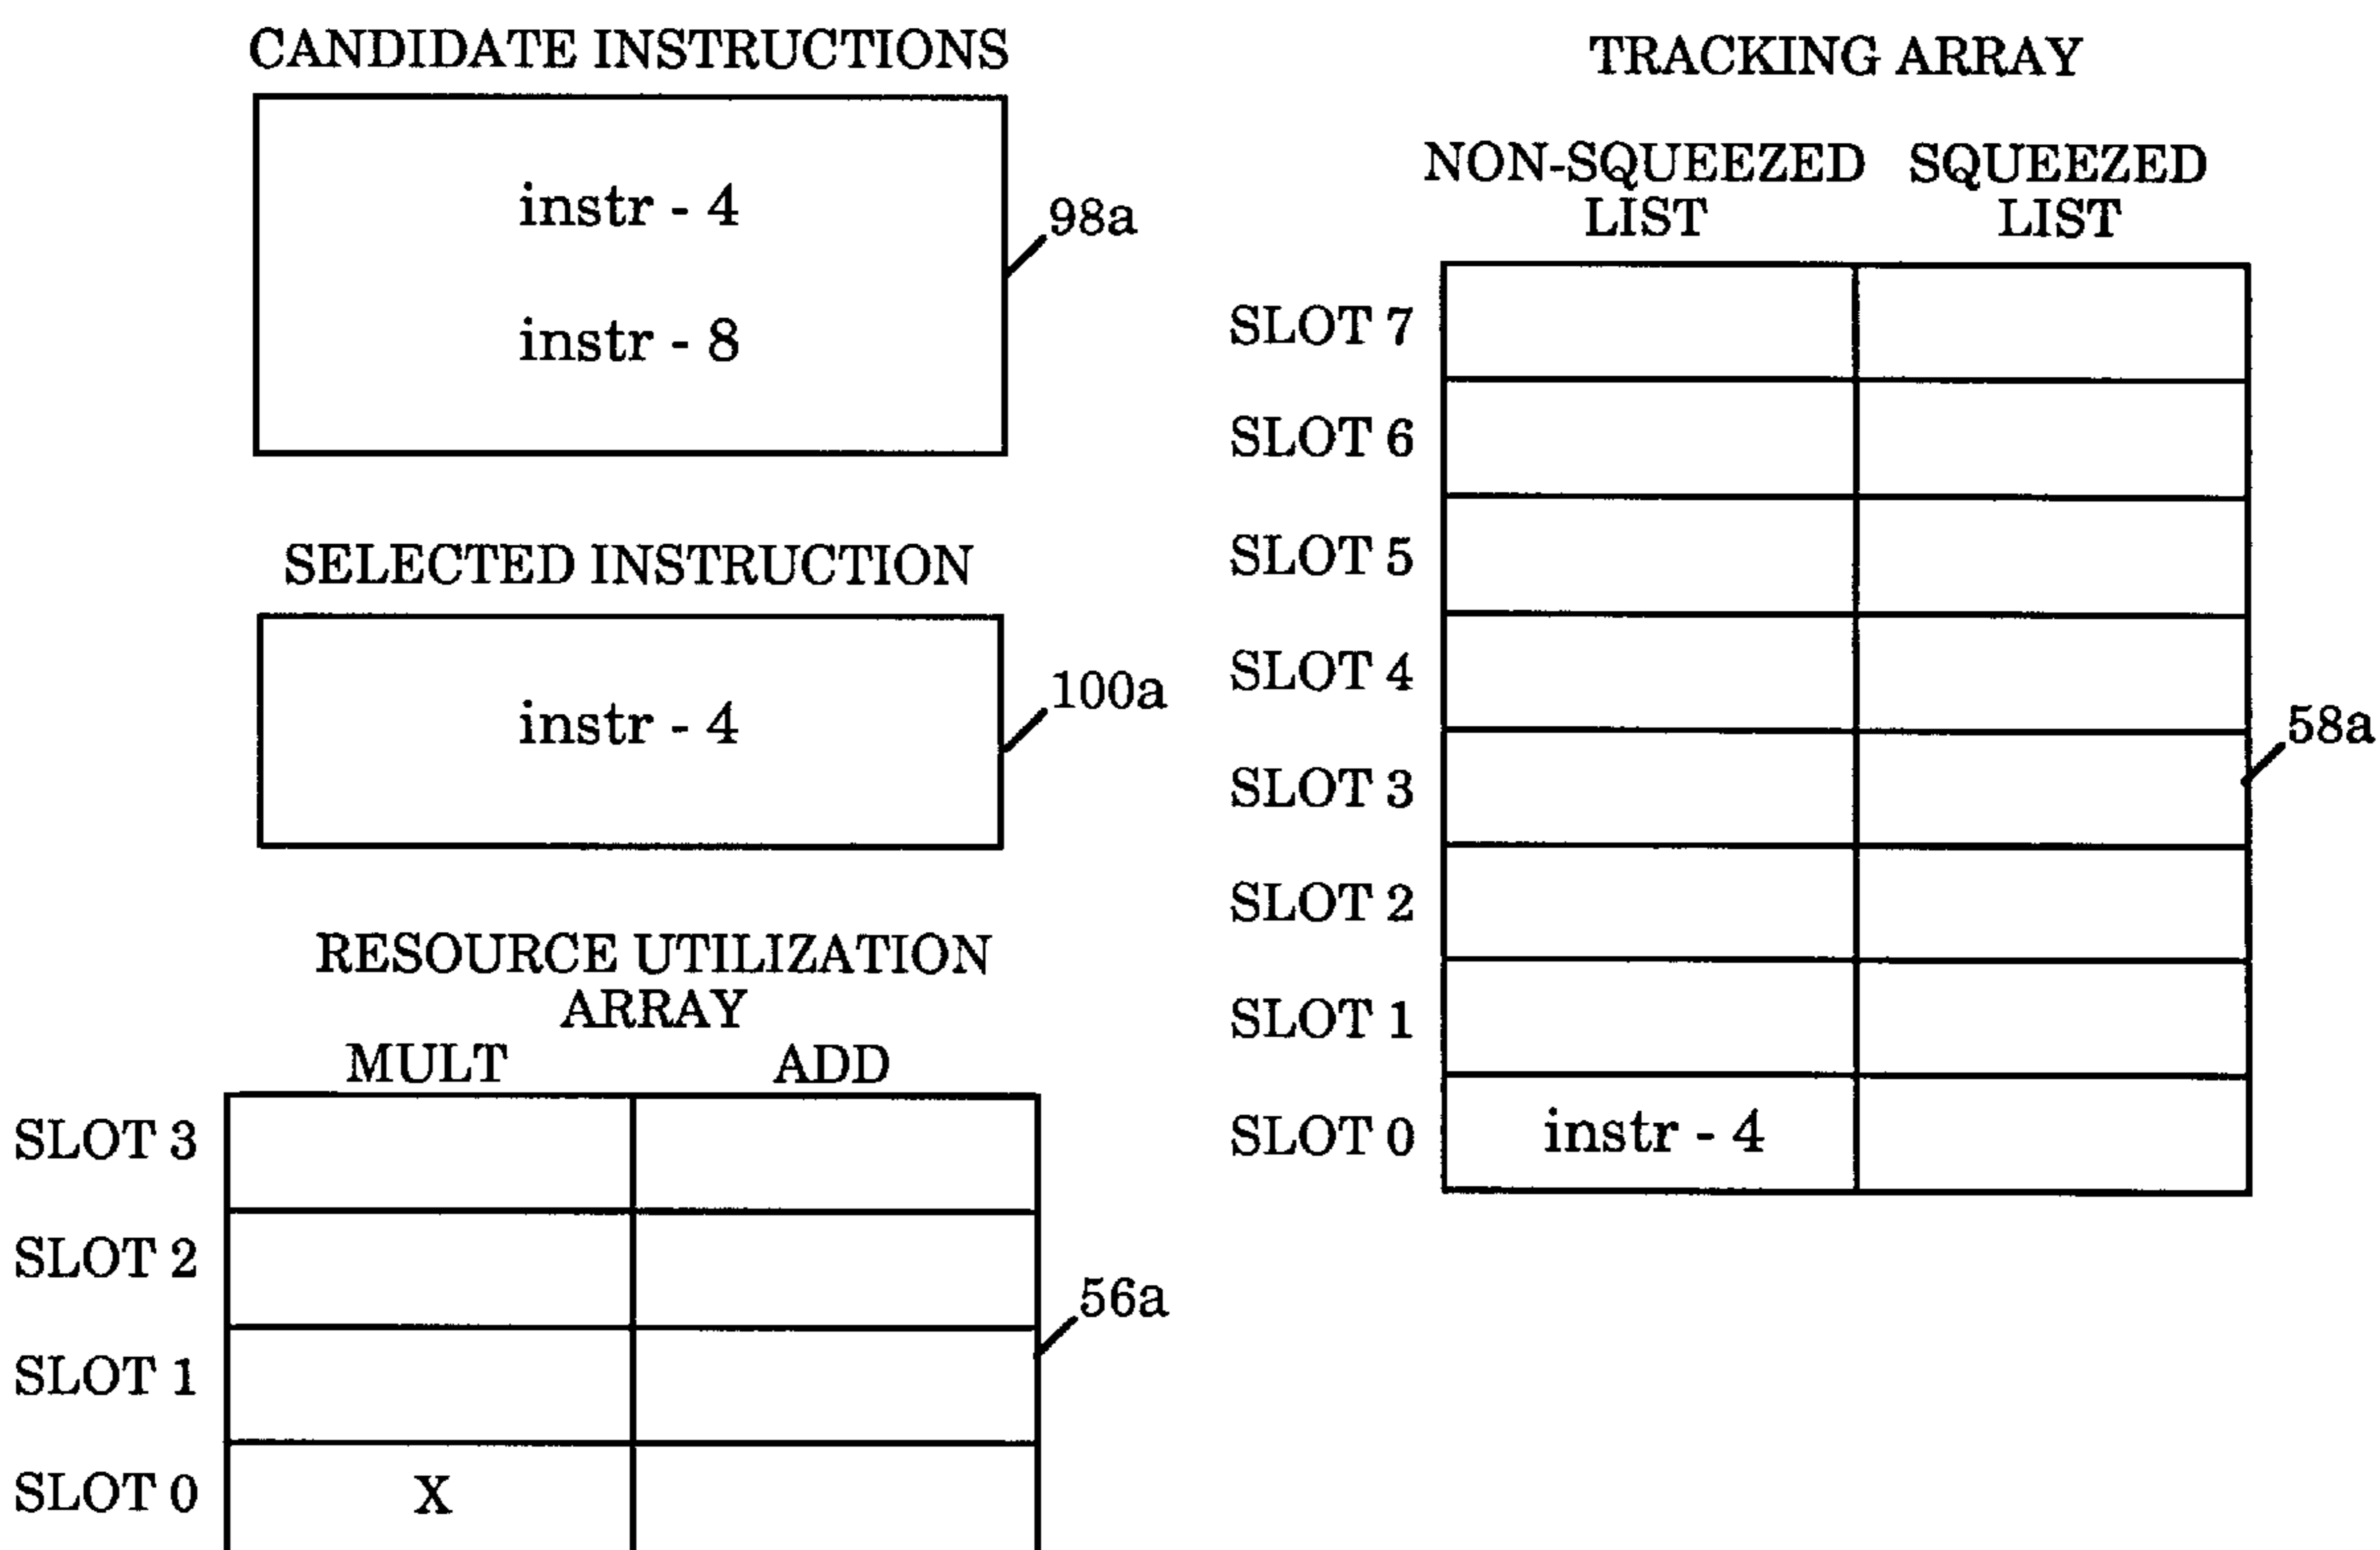 CANDIDATE INSTRUCTIONS
instr - 4
instr - 8
98a
SELECTED INSTRUCTION
instr - 4
100a
RESOURCE UTILIZATION
ARRAY
MULT ADD
SLOT 3
SLOT 2
SLOT 1
SLOT 0 X
56a
TRACKING ARRAY
NON-SQUEEZED SQUEEZED
LIST LIST
SLOT 7
SLOT 6
SLOT 5
SLOT 4
SLOT 3
SLOT 2
SLOT 1
SLOT 0 instr - 4
58a